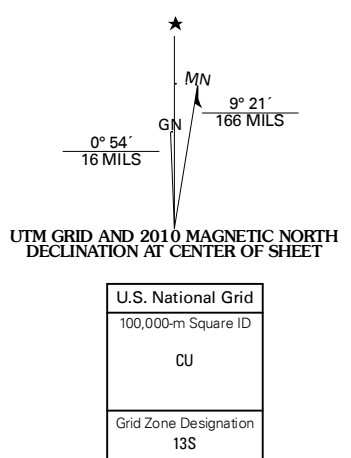 MN
9° 21´
166 MILS
GN
0° 54´
16 MILS
UTM GRID AND 2010 MAGNETIC NORTH
DECLINATION AT CENTER OF SHEET
U.S. National Grid
100,000-m Square ID
CU
Grid Zone Designation
13S